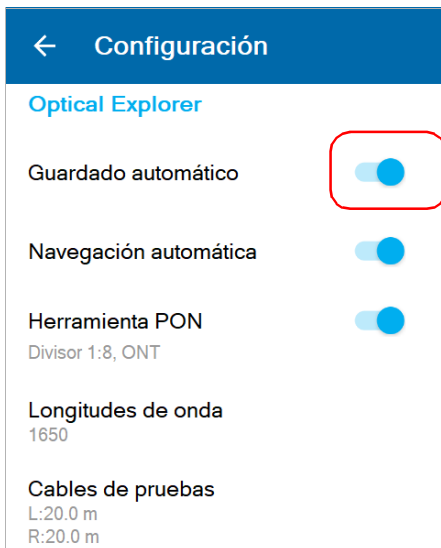 Configuración
Optical Explorer
Guardado automático
Navegación automática
Herramienta PON
Divisor 1:8, ONT
Longitudes de onda
1650
Cables de pruebas
L:20.0 m
R:20.0 m